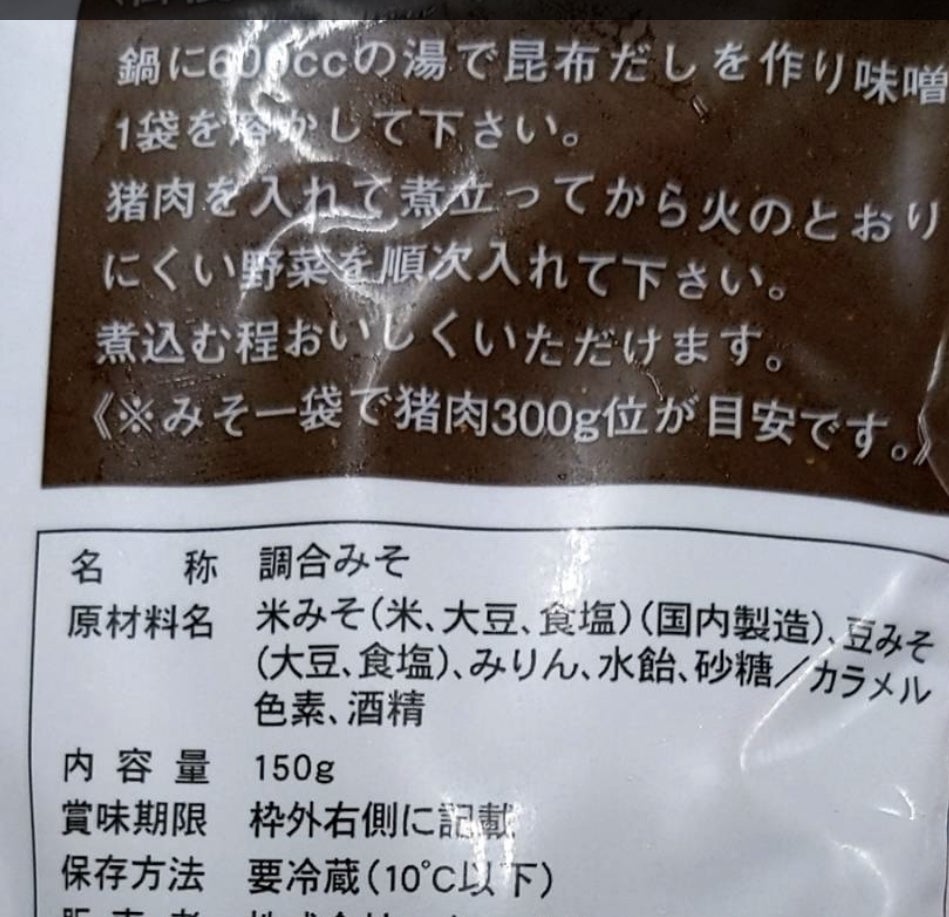 鍋に600ccの湯で昆布だしを作り味噌
1袋を溶かして下さい。
猪肉を入れて煮立ってから火のとおり
にくい野菜を順次入れて下さい。
煮込む程おいしくいただけます。
《※みそ一袋で猪肉300g位が目安です。》
名称 調合みそ
原材料名 米みそ(米、大豆、食塩)(国内製造)、豆みそ
(大豆、食塩)、みりん、水飴、砂糖/カラメル
色素、酒精
内容量 150g
賞味期限 枠外右側に記載
保存方法 要冷蔵(10℃以下)